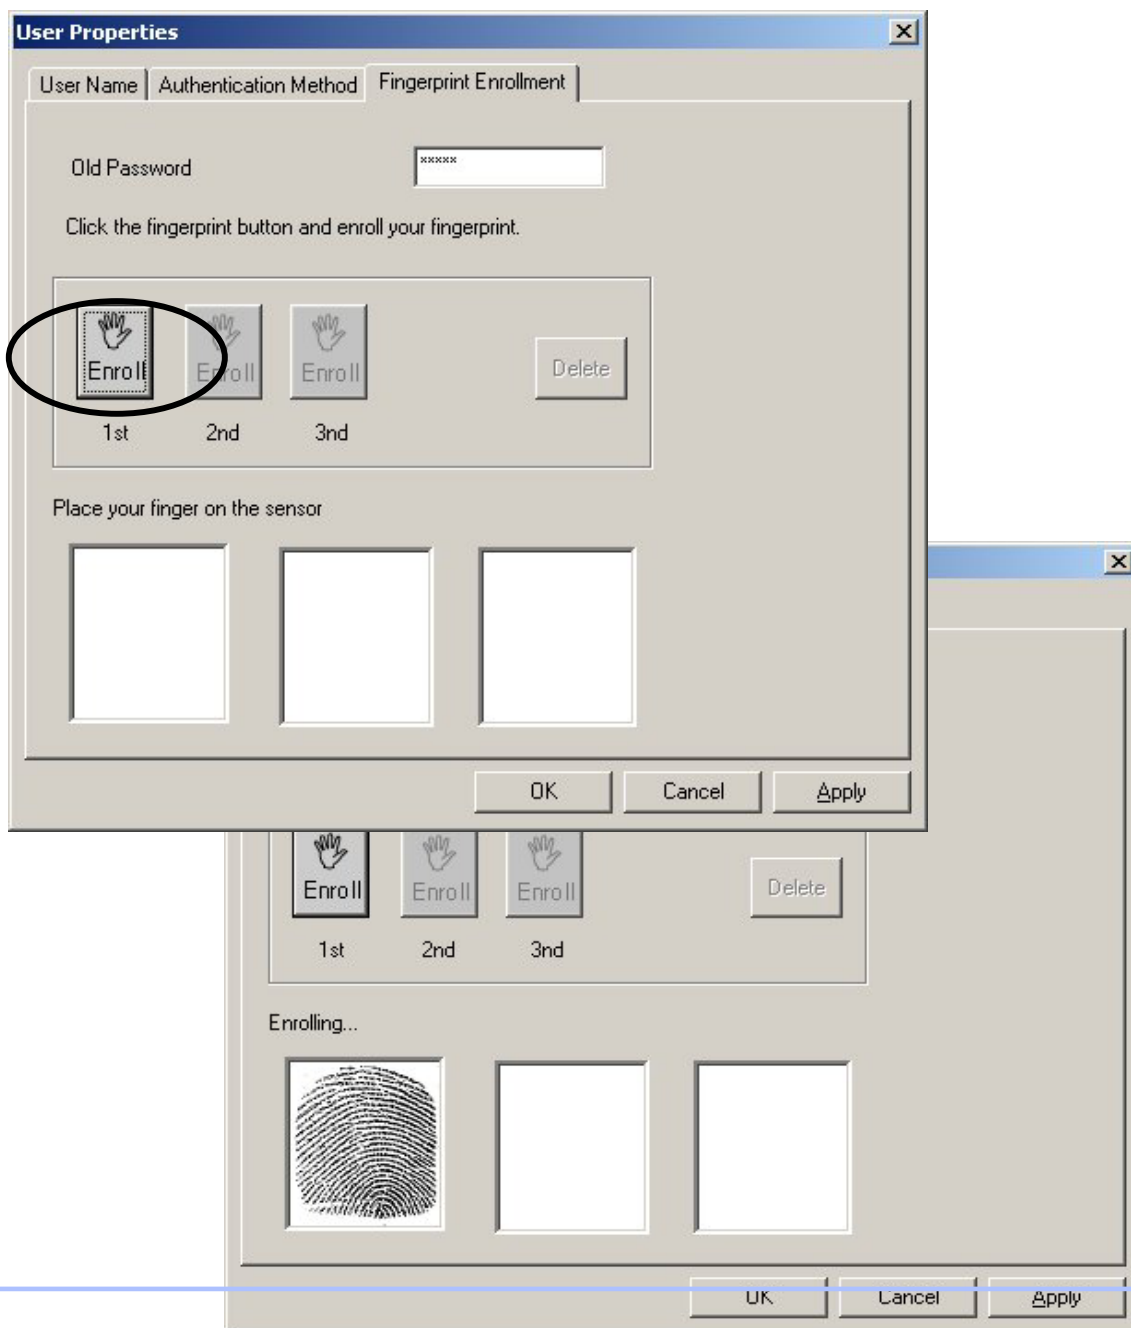 User Properties
User Name Authentication Method Fingerprint Enrollment
Old Password xxxxx
Click the fingerprint button and enroll your fingerprint.
Enroll Enroll Enroll Delete
1st 2nd 3nd
Place your finger on the sensor
OK Cancel Apply
Enroll Enroll Enroll Delete
1st 2nd 3nd
Enrolling...
OK Cancel Apply